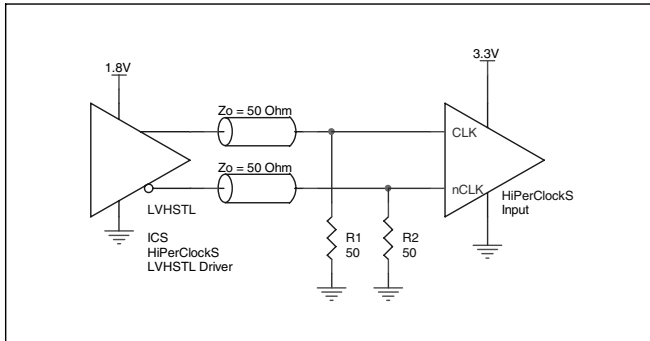 1.8V
3.3V
Zo = 50 Ohm
CLK
Zo = 50 Ohm
nCLK
HiPerClockS
Input
LVHSTL
ICS
HiPerClockS
LVHSTL Driver
R1
50
R2
50